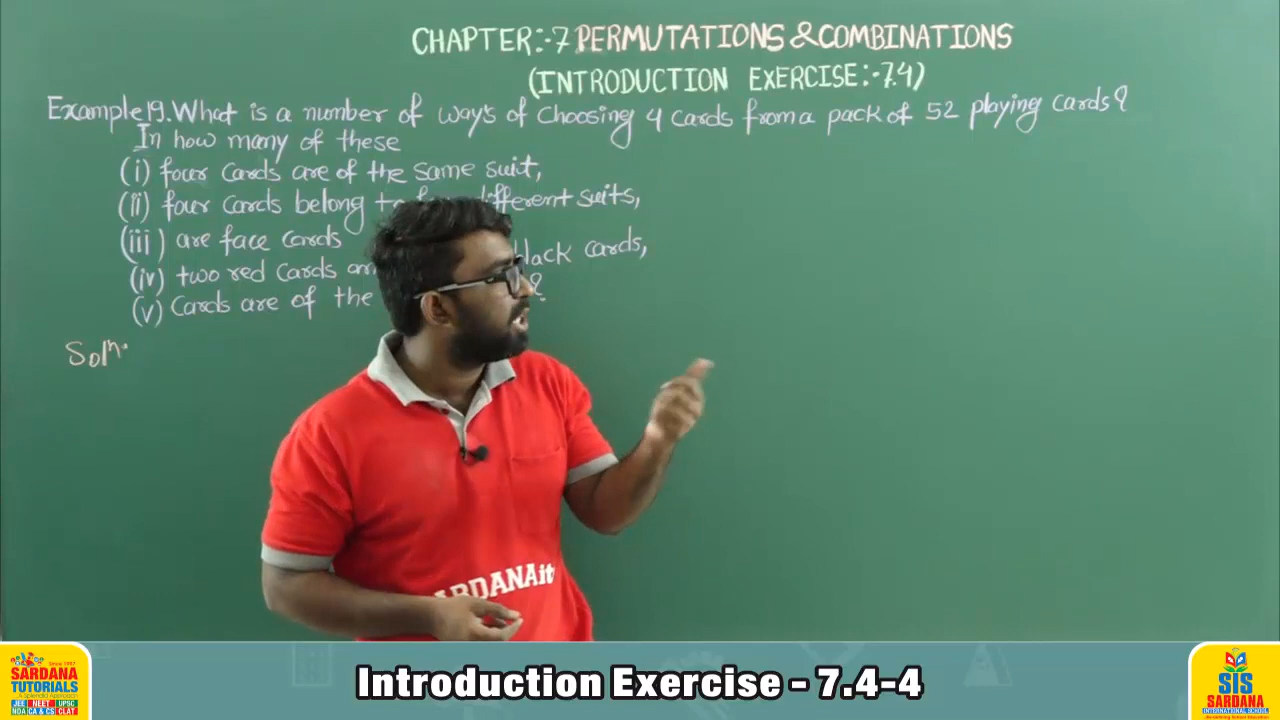 CHAPTER:-7 PERMUTATIONS & COMBINATIONS
(INTRODUCTION EXERCISE:-7.4)
Example 19. What is a number of way's of choosing 4 cards from a pack of 52 playing cards?
In how many of these
(i) four cards are of the same suit,
(ii) four cards belong to different suits,
(iii) are face cards
(iv) two red cards black cards,
(v) Cards are of the ?
Solⁿ.
ARDANAit
Since 1997
SARDANA
TUTORIALS
A Splendid Approach
JEE NEET UPSC
NDA CA & CS CLAT
Introduction Exercise - 7.4-4
SIS
SARDANA
INTERNATIONAL SCHOOL